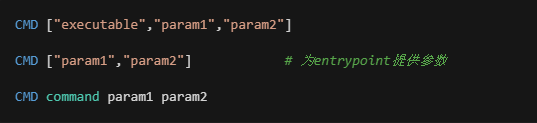 CMD ["executable","param1","param2"]
CMD ["param1","param2"] # 为entrypoint提供参数
CMD command param1 param2